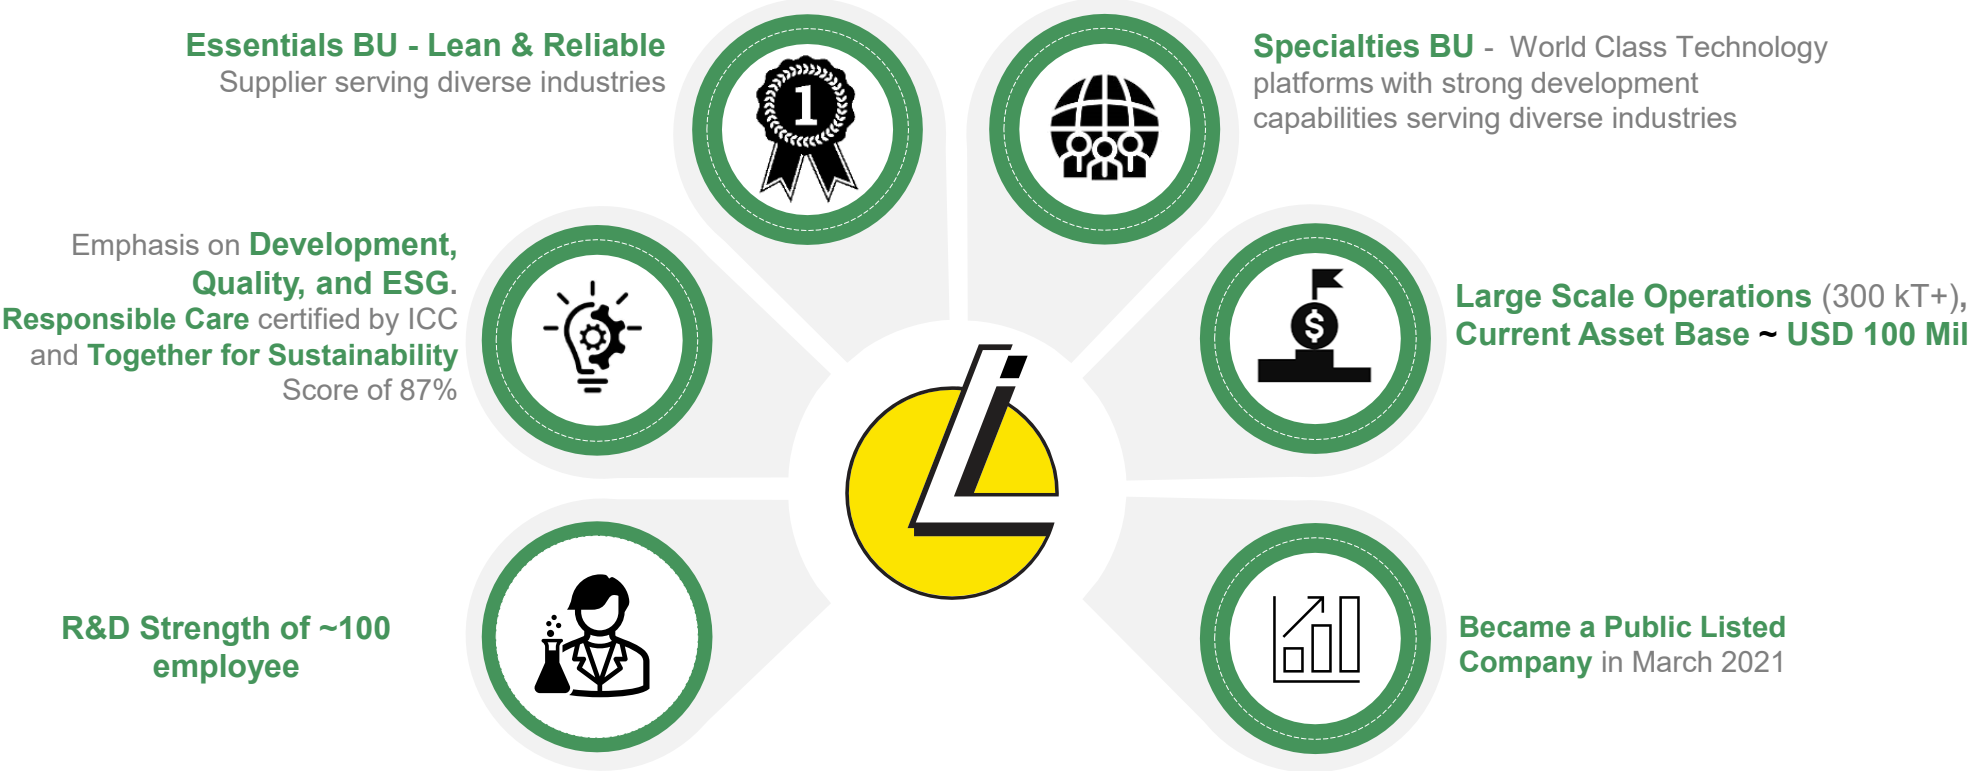 Essentials BU - Lean & Reliable
Supplier serving diverse industries
1
Specialties BU - World Class Technology
platforms with strong development
capabilities serving diverse industries
Emphasis on Development,
Quality, and ESG.
Responsible Care certified by ICC
and Together for Sustainability
Score of 87%
$
Large Scale Operations (300 kT+),
Current Asset Base ~ USD 100 Mil
R&D Strength of ~100
employee
Became a Public Listed
Company in March 2021